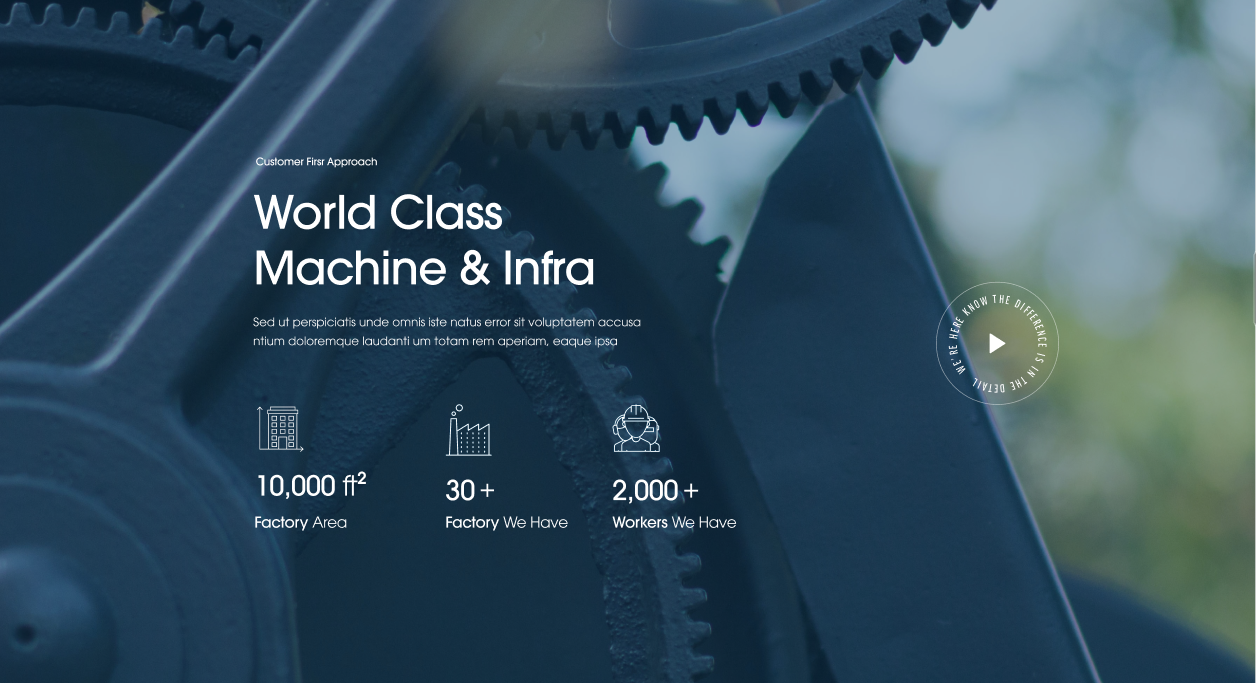 Customer Firsr Approach
World Class
Machine & Infra
Sed ut perspiciatis unde omnis iste natus error sit voluptatem accusa
ntium doloremque laudanti um totam rem aperiam, eaque ipsa
10,000 ft²
Factory Area
30 +
Factory We Have
2,000 +
Workers We Have
WE'RE HERE KNOW THE DIFFERENCE IS IN THE DETAIL